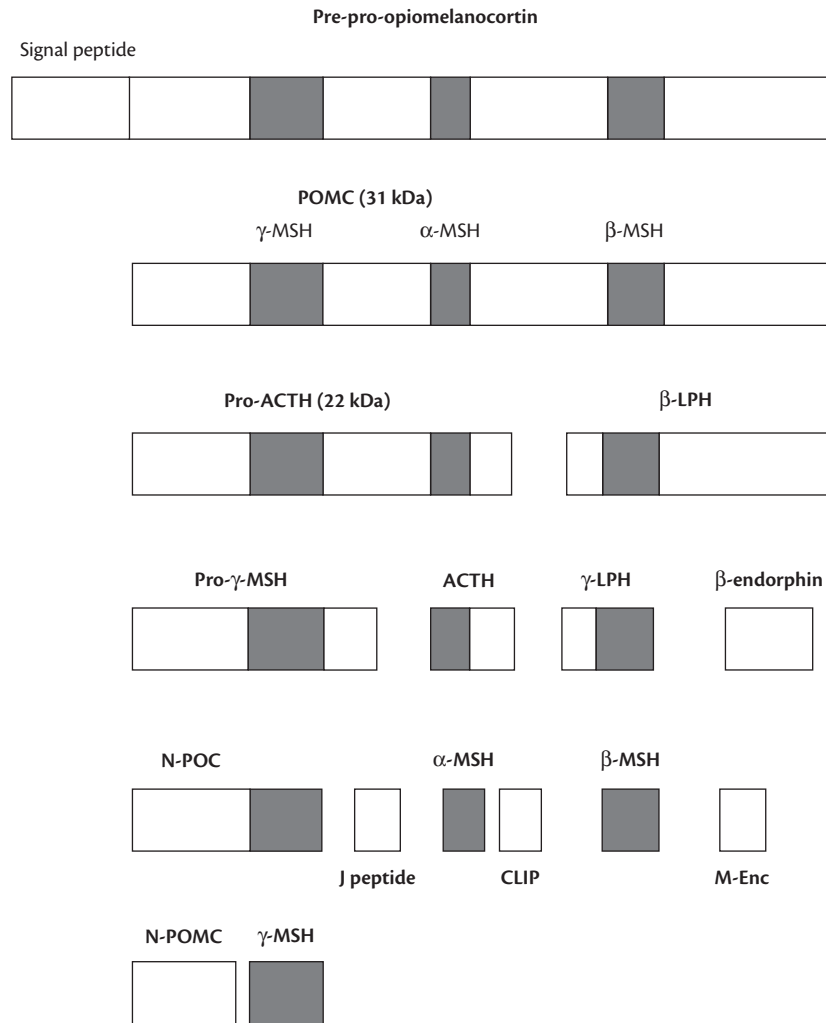 Pre-pro-opiomelanocortin
Signal peptide
POMC (31 kDa)
γ-MSH α-MSH β-MSH
Pro-ACTH (22 kDa) β-LPH
Pro-γ-MSH ACTH γ-LPH β-endorphin
N-POC α-MSH β-MSH
J peptide CLIP M-Enc
N-POMC γ-MSH